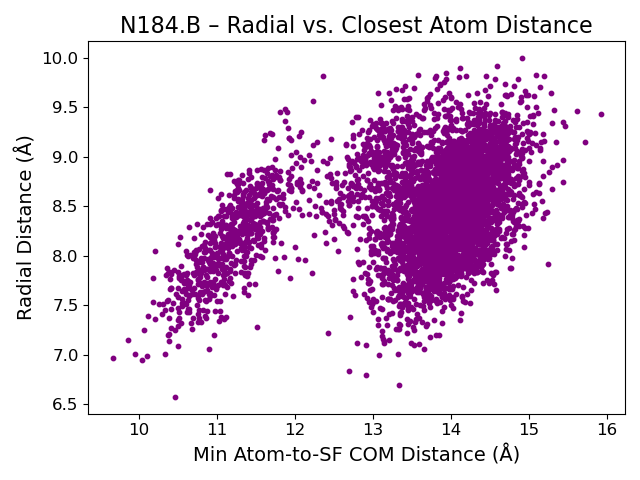 N184.B – Radial vs. Closest Atom Distance
10.0
9.5
9.0
8.5
8.0
7.5
7.0
6.5
Radial Distance (Å)
10 11 12 13 14 15 16
Min Atom-to-SF COM Distance (Å)